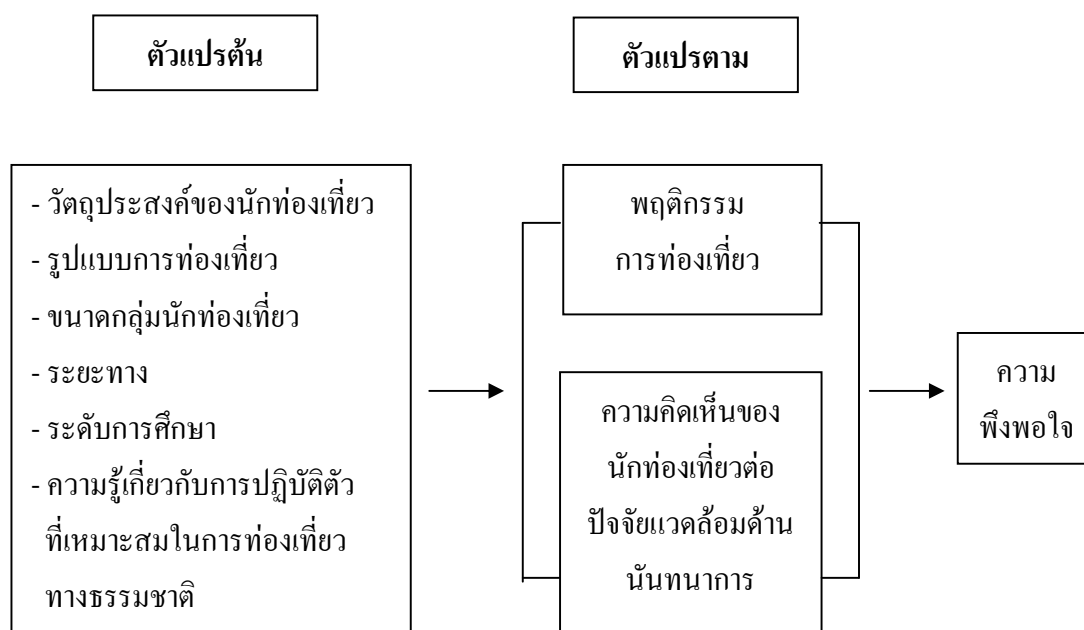 ตัวแปรต้น
ตัวแปรตาม
- วัตถุประสงค์ของนักท่องเที่ยว
- รูปแบบการท่องเที่ยว
- ขนาดกลุ่มนักท่องเที่ยว
- ระยะทาง
- ระดับการศึกษา
- ความรู้เกี่ยวกับการปฏิบัติตัว
ที่เหมาะสมในการท่องเที่ยว
ทางธรรมชาติ
พฤติกรรม
การท่องเที่ยว
ความคิดเห็นของ
นักท่องเที่ยวต่อ
ปัจจัยแวดล้อมด้าน
นันทนาการ
ความ
พึงพอใจ